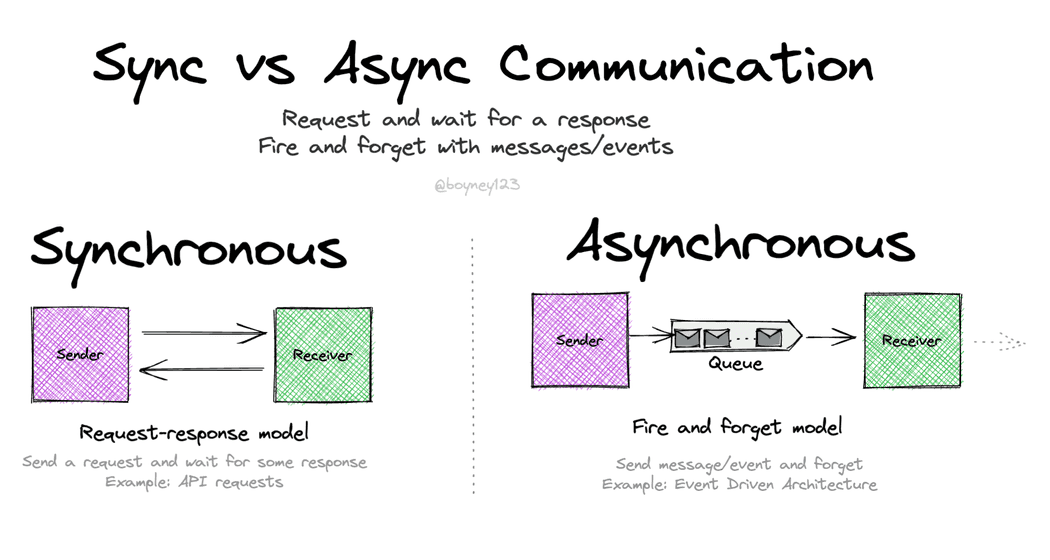 Sync vs Async Communication
Request and wait for a response
Fire and forget with messages/events
@boyney123
Synchronous
Sender
Receiver
Request-response model
Send a request and wait for some response
Example: API requests
Asynchronous
Sender
Queue
Receiver
Fire and forget model
Send message/event and forget
Example: Event Driven Architecture